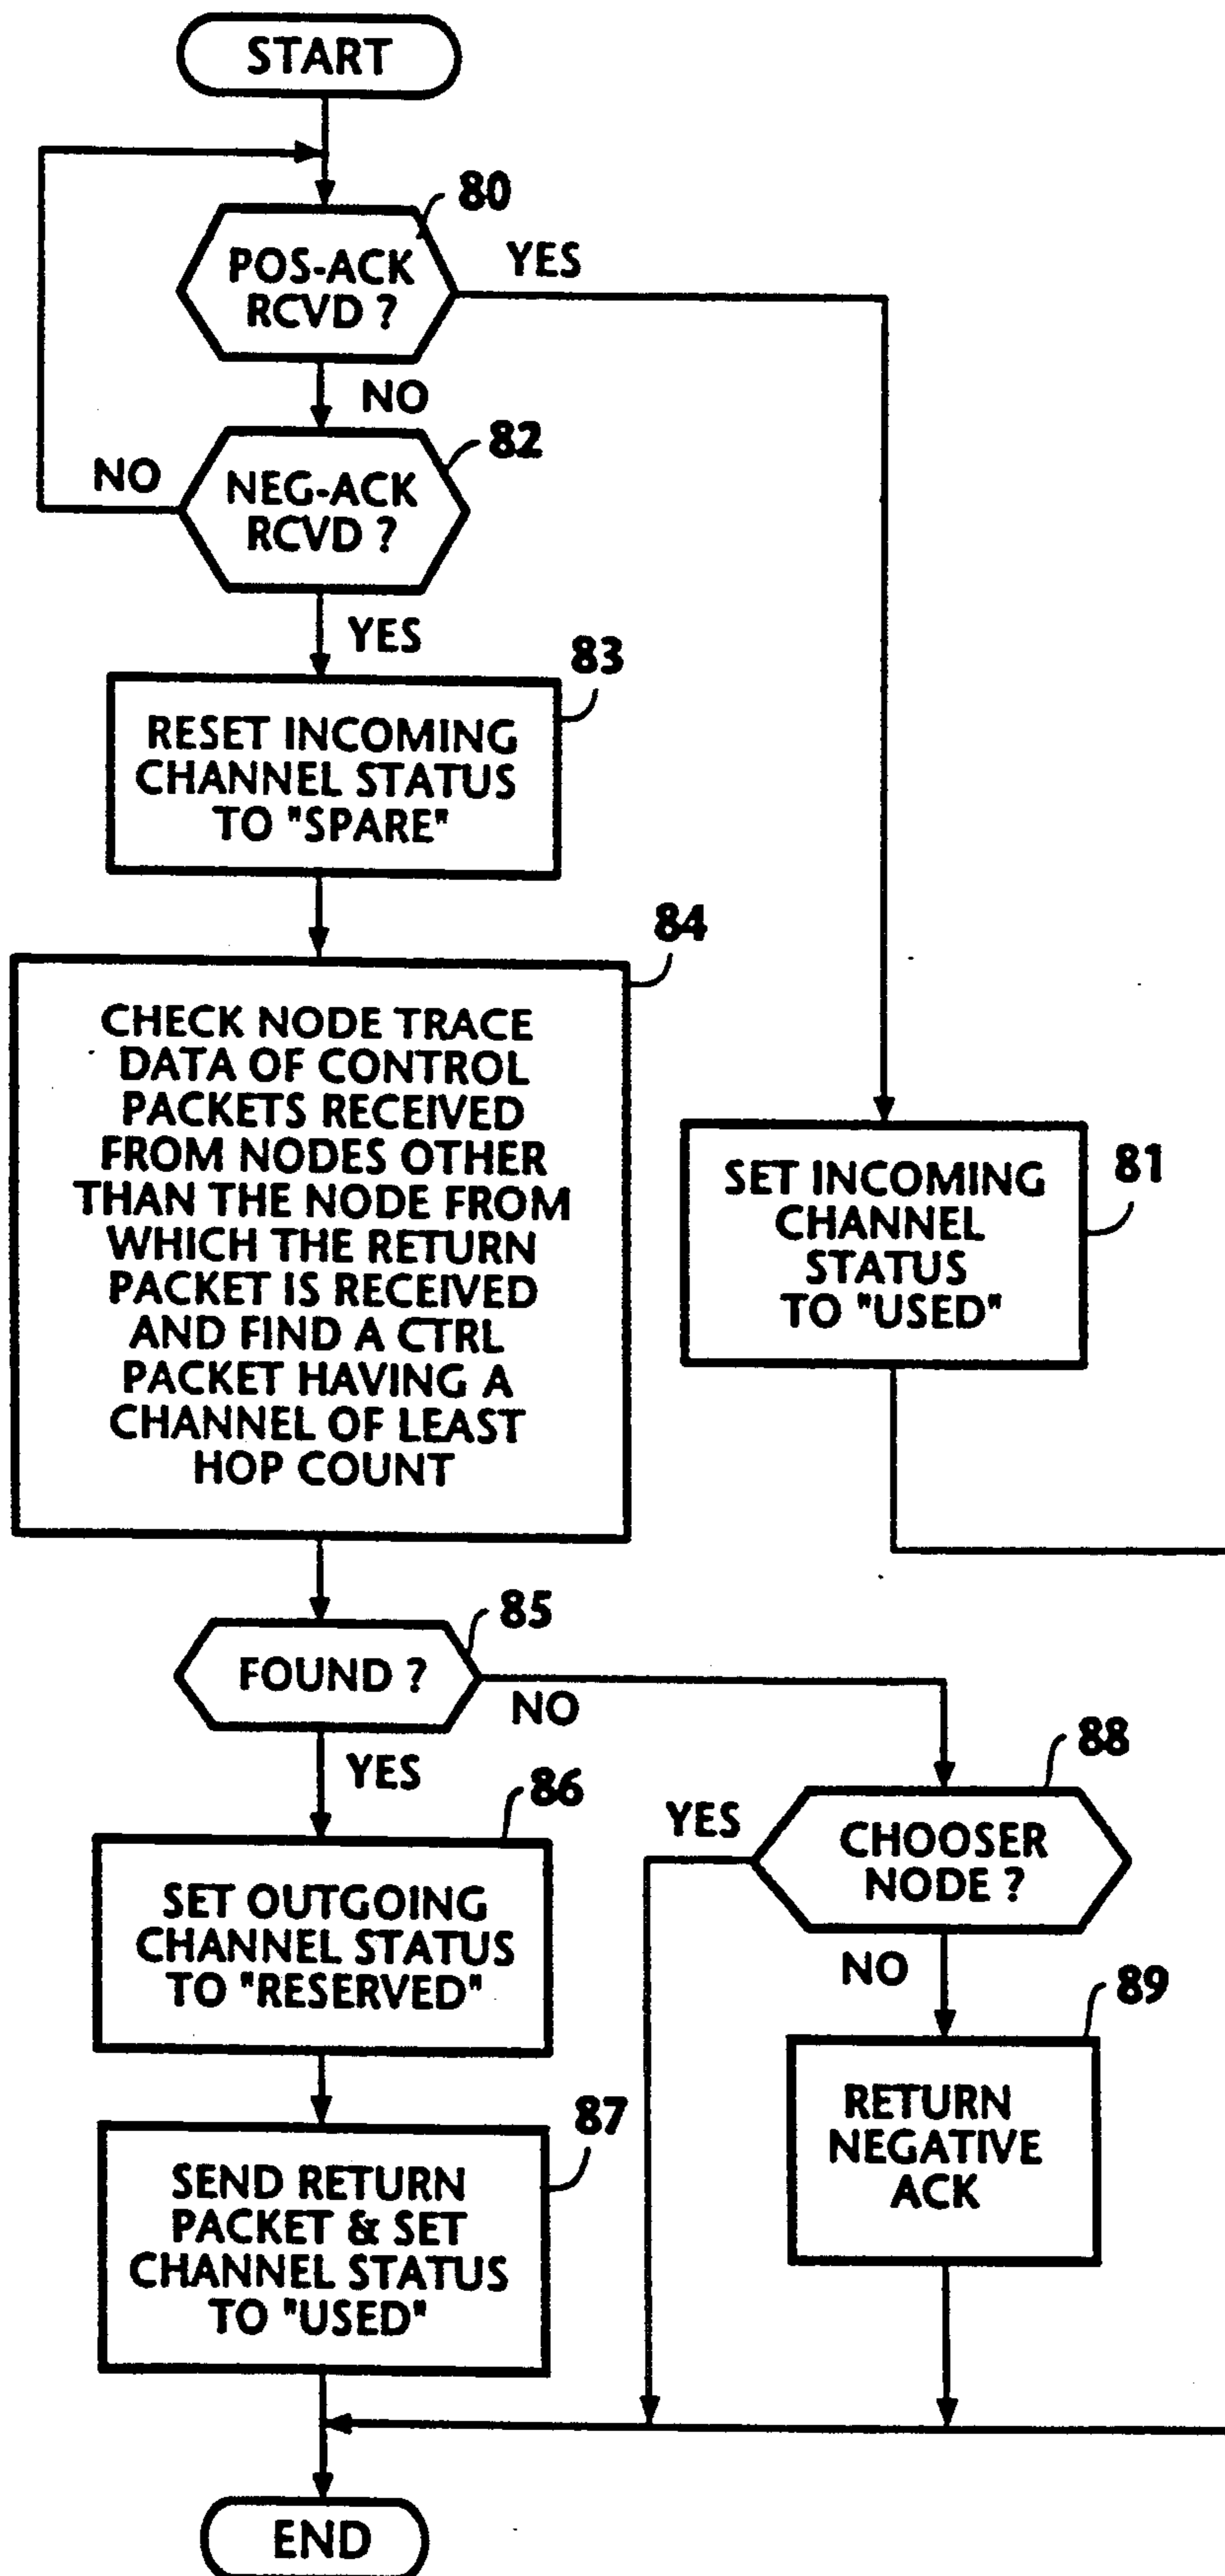 START
80
POS-ACK
RCVD ?
YES
NO
82
NEG-ACK
RCVD ?
NO
YES
83
RESET INCOMING
CHANNEL STATUS
TO "SPARE"
84
CHECK NODE TRACE
DATA OF CONTROL
PACKETS RECEIVED
FROM NODES OTHER
THAN THE NODE FROM
WHICH THE RETURN
PACKET IS RECEIVED
AND FIND A CTRL
PACKET HAVING A
CHANNEL OF LEAST
HOP COUNT
81
SET INCOMING
CHANNEL
STATUS
TO "USED"
85
FOUND ?
NO
YES
86
SET OUTGOING
CHANNEL STATUS
TO "RESERVED"
87
SEND RETURN
PACKET & SET
CHANNEL STATUS
TO "USED"
88
CHOOSER
NODE ?
YES
NO
89
RETURN
NEGATIVE
ACK
END